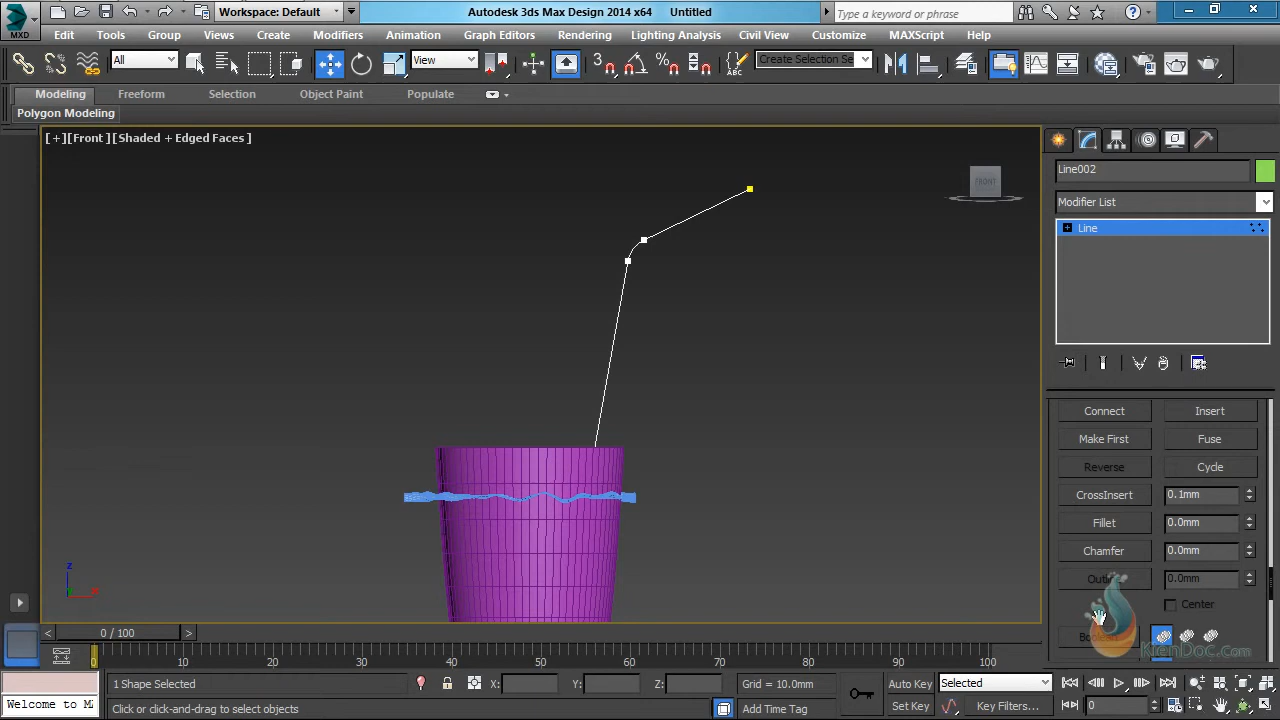 Workspace: Default
Autodesk 3ds Max Design 2014 x64 Untitled
Type a keyword or phrase
MXD
Edit Tools Group Views Create Modifiers Animation Graph Editors Rendering Lighting Analysis Civil View Customize MAXScript Help
All View 3 Create Selection Se
Modeling Freeform Selection Object Paint Populate
Polygon Modeling
[+][Front ][Shaded + Edged Faces ]
FRONT
Line002
Modifier List
Line
Connect Insert
Make First Fuse
Reverse Cycle
CrossInsert 0.1mm
Fillet 0.0mm
Chamfer 0.0mm
0.0mm
Center
KienDoc.Com
z
0 / 100
0 10 20 30 40 50 60 70 80 90 100
1 Shape Selected X: Y: Z: Grid = 10.0mm Auto Key Selected
Welcome to M Click or click-and-drag to select objects Add Time Tag Set Key Key Filters... 0